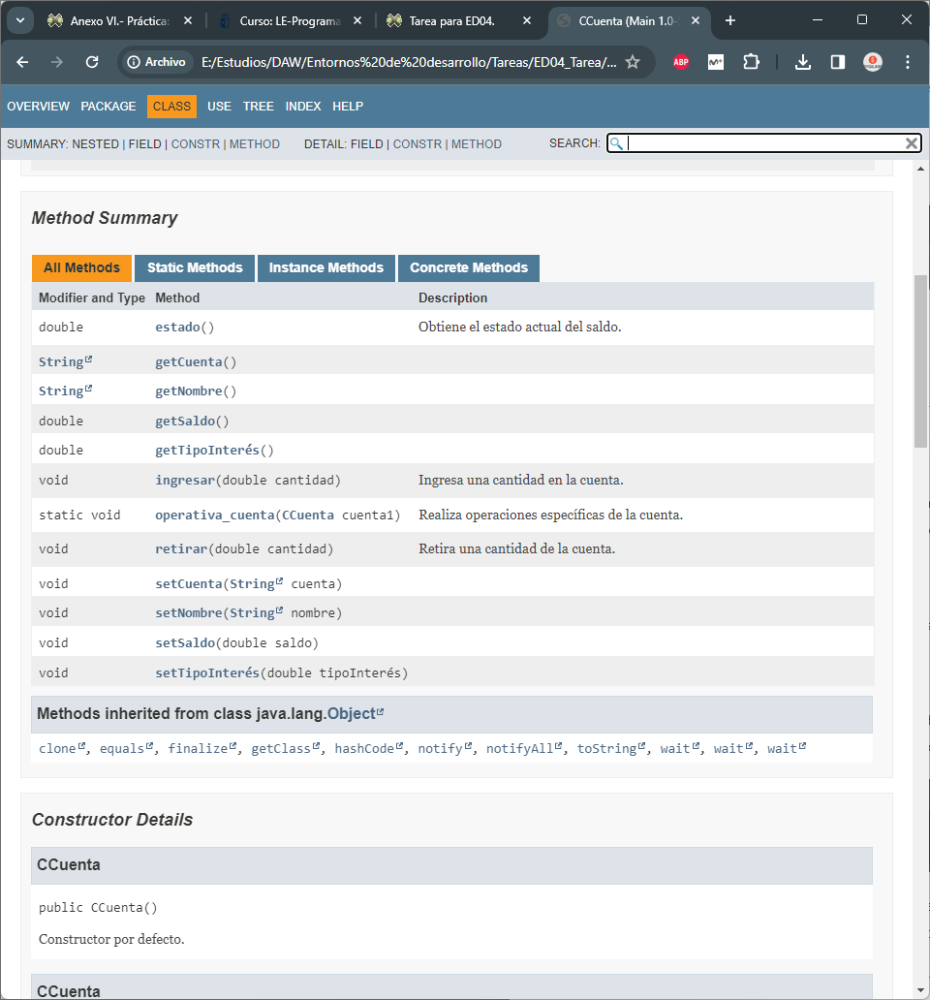 Anexo VI.- Práctica: Curso: LE-Programa Tarea para ED04. CCuenta (Main 1.0-
Archivo E:/Estudios/DAW/Entornos%20de%20desarrollo/Tareas/ED04_Tarea/... ABP M+
OVERVIEW PACKAGE CLASS USE TREE INDEX HELP
SUMMARY: NESTED | FIELD | CONSTR | METHOD DETAIL: FIELD | CONSTR | METHOD SEARCH:
Method Summary
All Methods Static Methods Instance Methods Concrete Methods
Modifier and Type Method Description
double estado() Obtiene el estado actual del saldo.
String getCuenta()
String getNombre()
double getSaldo()
double getTipoInterés()
void ingresar(double cantidad) Ingresa una cantidad en la cuenta.
static void operativa_cuenta(CCuenta cuenta1) Realiza operaciones específicas de la cuenta.
void retirar(double cantidad) Retira una cantidad de la cuenta.
void setCuenta(String cuenta)
void setNombre(String nombre)
void setSaldo(double saldo)
void setTipoInterés(double tipoInterés)
Methods inherited from class java.lang.Object
clone, equals, finalize, getClass, hashCode, notify, notifyAll, toString, wait, wait, wait
Constructor Details
CCuenta
public CCuenta()
Constructor por defecto.
CCuenta